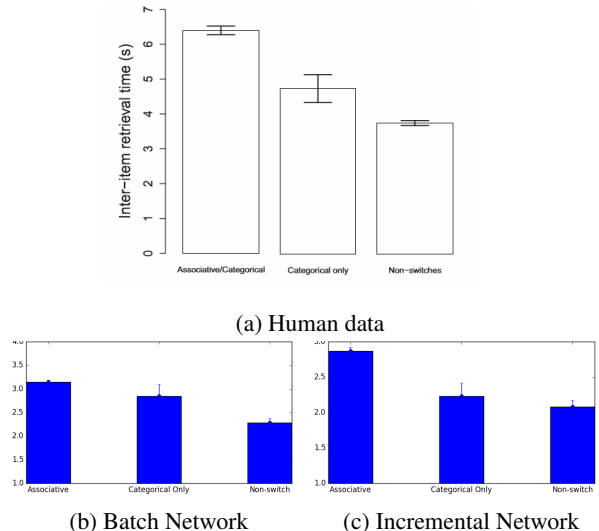 Inter−item retrieval time (s)
7
6
5
4
3
2
1
0
Associative/Categorical Categorical only Non−switches
(a) Human data
4.0
3.5
3.0
2.5
2.0
1.5
1.0
Associative Categorical Only Non-switch
(b) Batch Network
3.0
2.5
2.0
1.5
1.0
Associative Categorical Only Non-switch
(c) Incremental Network